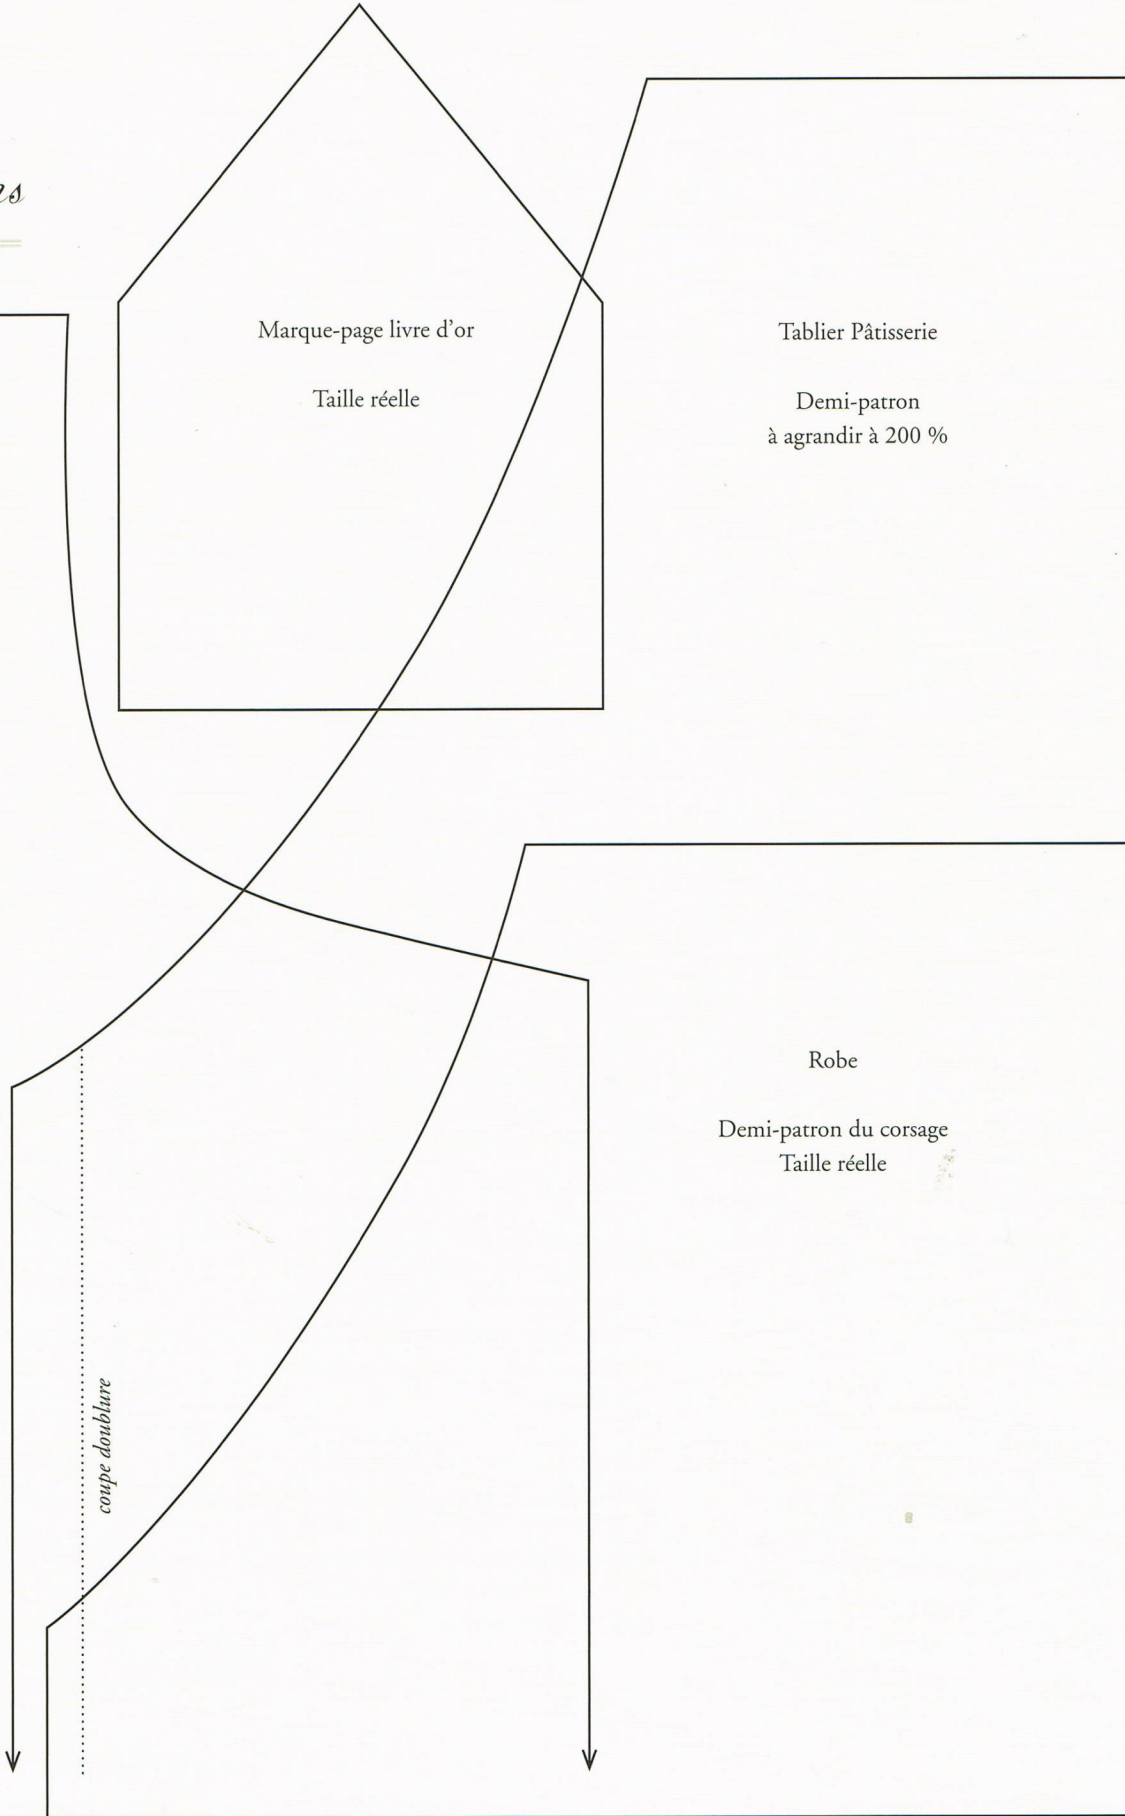 Marque-page livre d'or
Taille réelle
Tablier Pâtisserie
Demi-patron
à agrandir à 200 %
Robe
Demi-patron du corsage
Taille réelle
coupe doublure